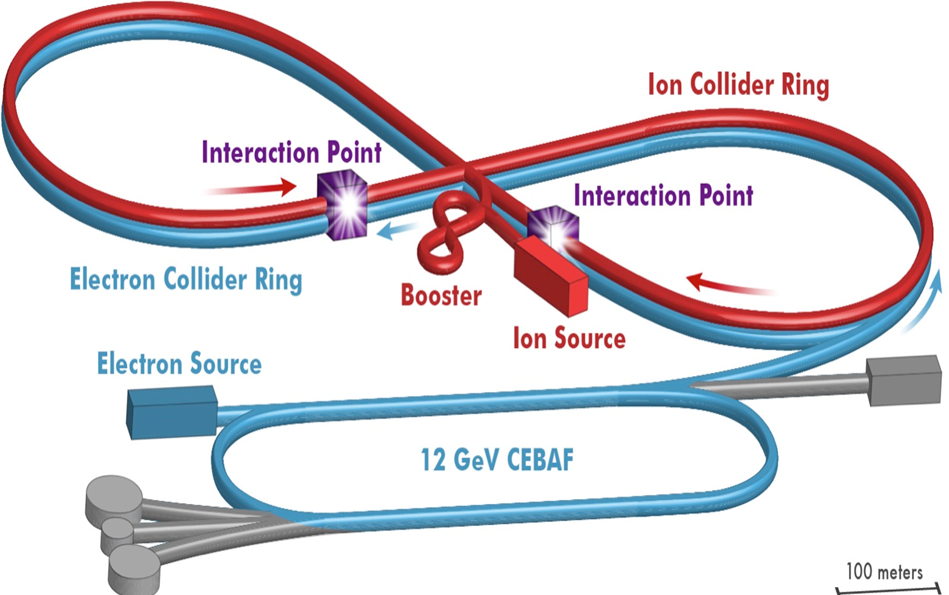 Ion Collider Ring
Interaction Point
Interaction Point
Electron Collider Ring
Booster
Ion Source
Electron Source
12 GeV CEBAF
100 meters